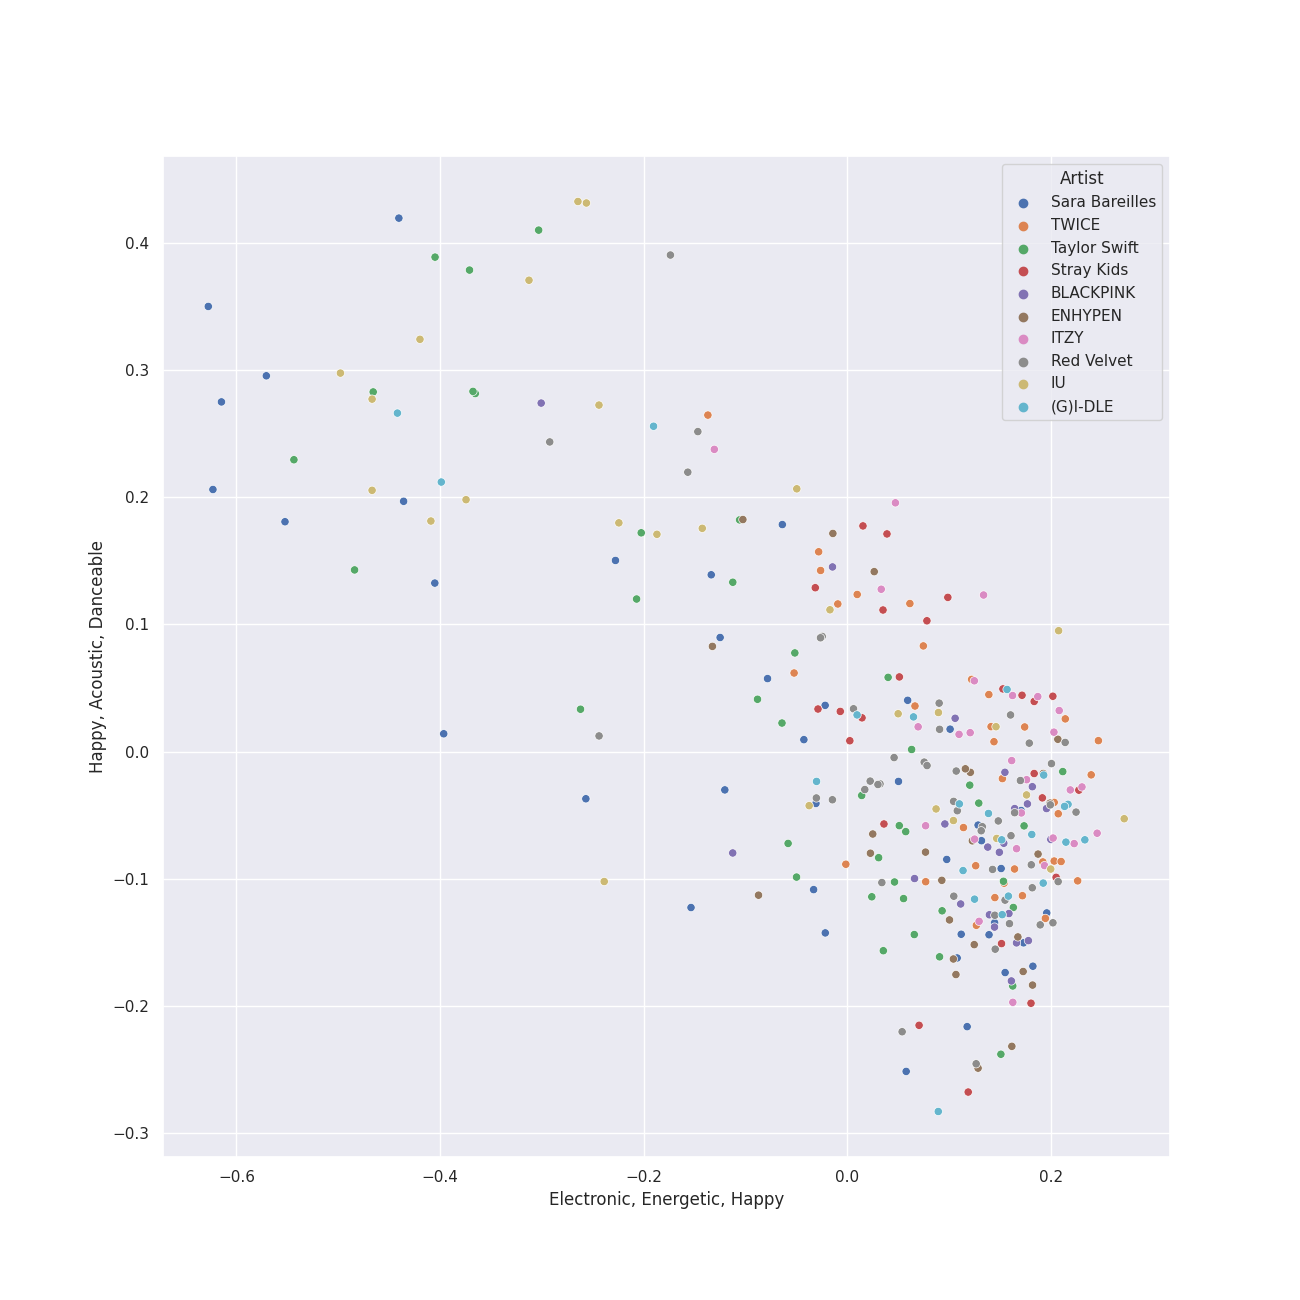 Artist
Sara Bareilles
TWICE
Taylor Swift
Stray Kids
BLACKPINK
ENHYPEN
ITZY
Red Velvet
IU
(G)I-DLE
0.4
0.3
0.2
0.1
0.0
−0.1
−0.2
−0.3
Happy, Acoustic, Danceable
−0.6
−0.4
−0.2
0.0
0.2
Electronic, Energetic, Happy